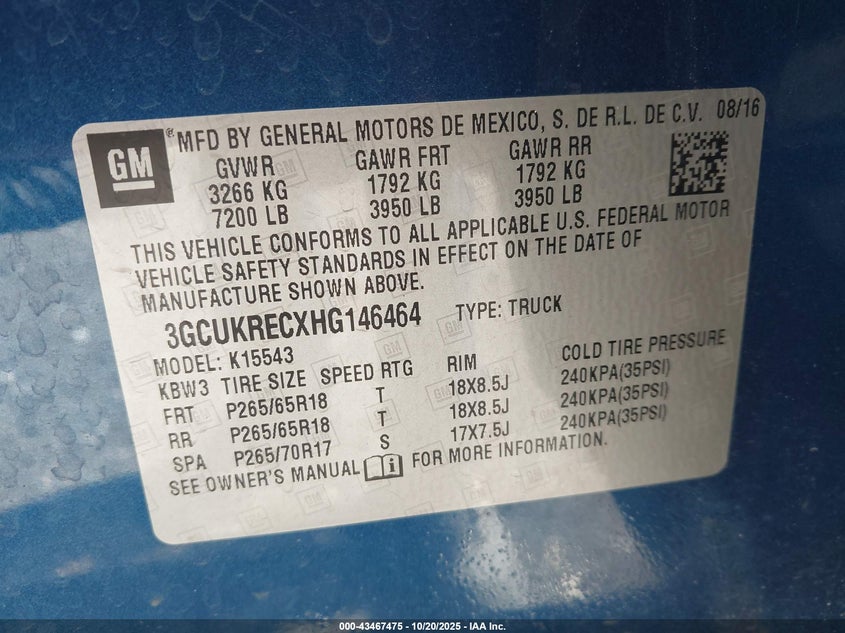 GM ® MFD BY GENERAL MOTORS DE MEXICO, S. DE R.L. DE C.V. 08/16
GVWR GAWR FRT GAWR RR
3266 KG 1792 KG 1792 KG
7200 LB 3950 LB 3950 LB
THIS VEHICLE CONFORMS TO ALL APPLICABLE U.S. FEDERAL MOTOR
VEHICLE SAFETY STANDARDS IN EFFECT ON THE DATE OF
MANUFACTURE SHOWN ABOVE.
3GCUKRECXHG146464 TYPE: TRUCK
MODEL: K15543
KBW3 TIRE SIZE SPEED RTG RIM COLD TIRE PRESSURE
FRT P265/65R18 T 18X8.5J 240KPA(35PSI)
RR P265/65R18 T 18X8.5J 240KPA(35PSI)
SPA P265/70R17 S 17X7.5J 240KPA(35PSI)
SEE OWNER'S MANUAL i FOR MORE INFORMATION.
000-43467475 - 10/20/2025 - IAA Inc.